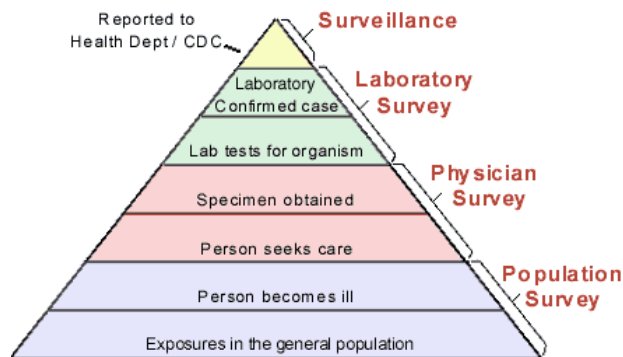 Reported to
Health Dept / CDC
Surveillance
Laboratory
Confirmed case
Laboratory
Survey
Lab tests for organism
Specimen obtained
Physician
Survey
Person seeks care
Person becomes ill
Population
Survey
Exposures in the general population